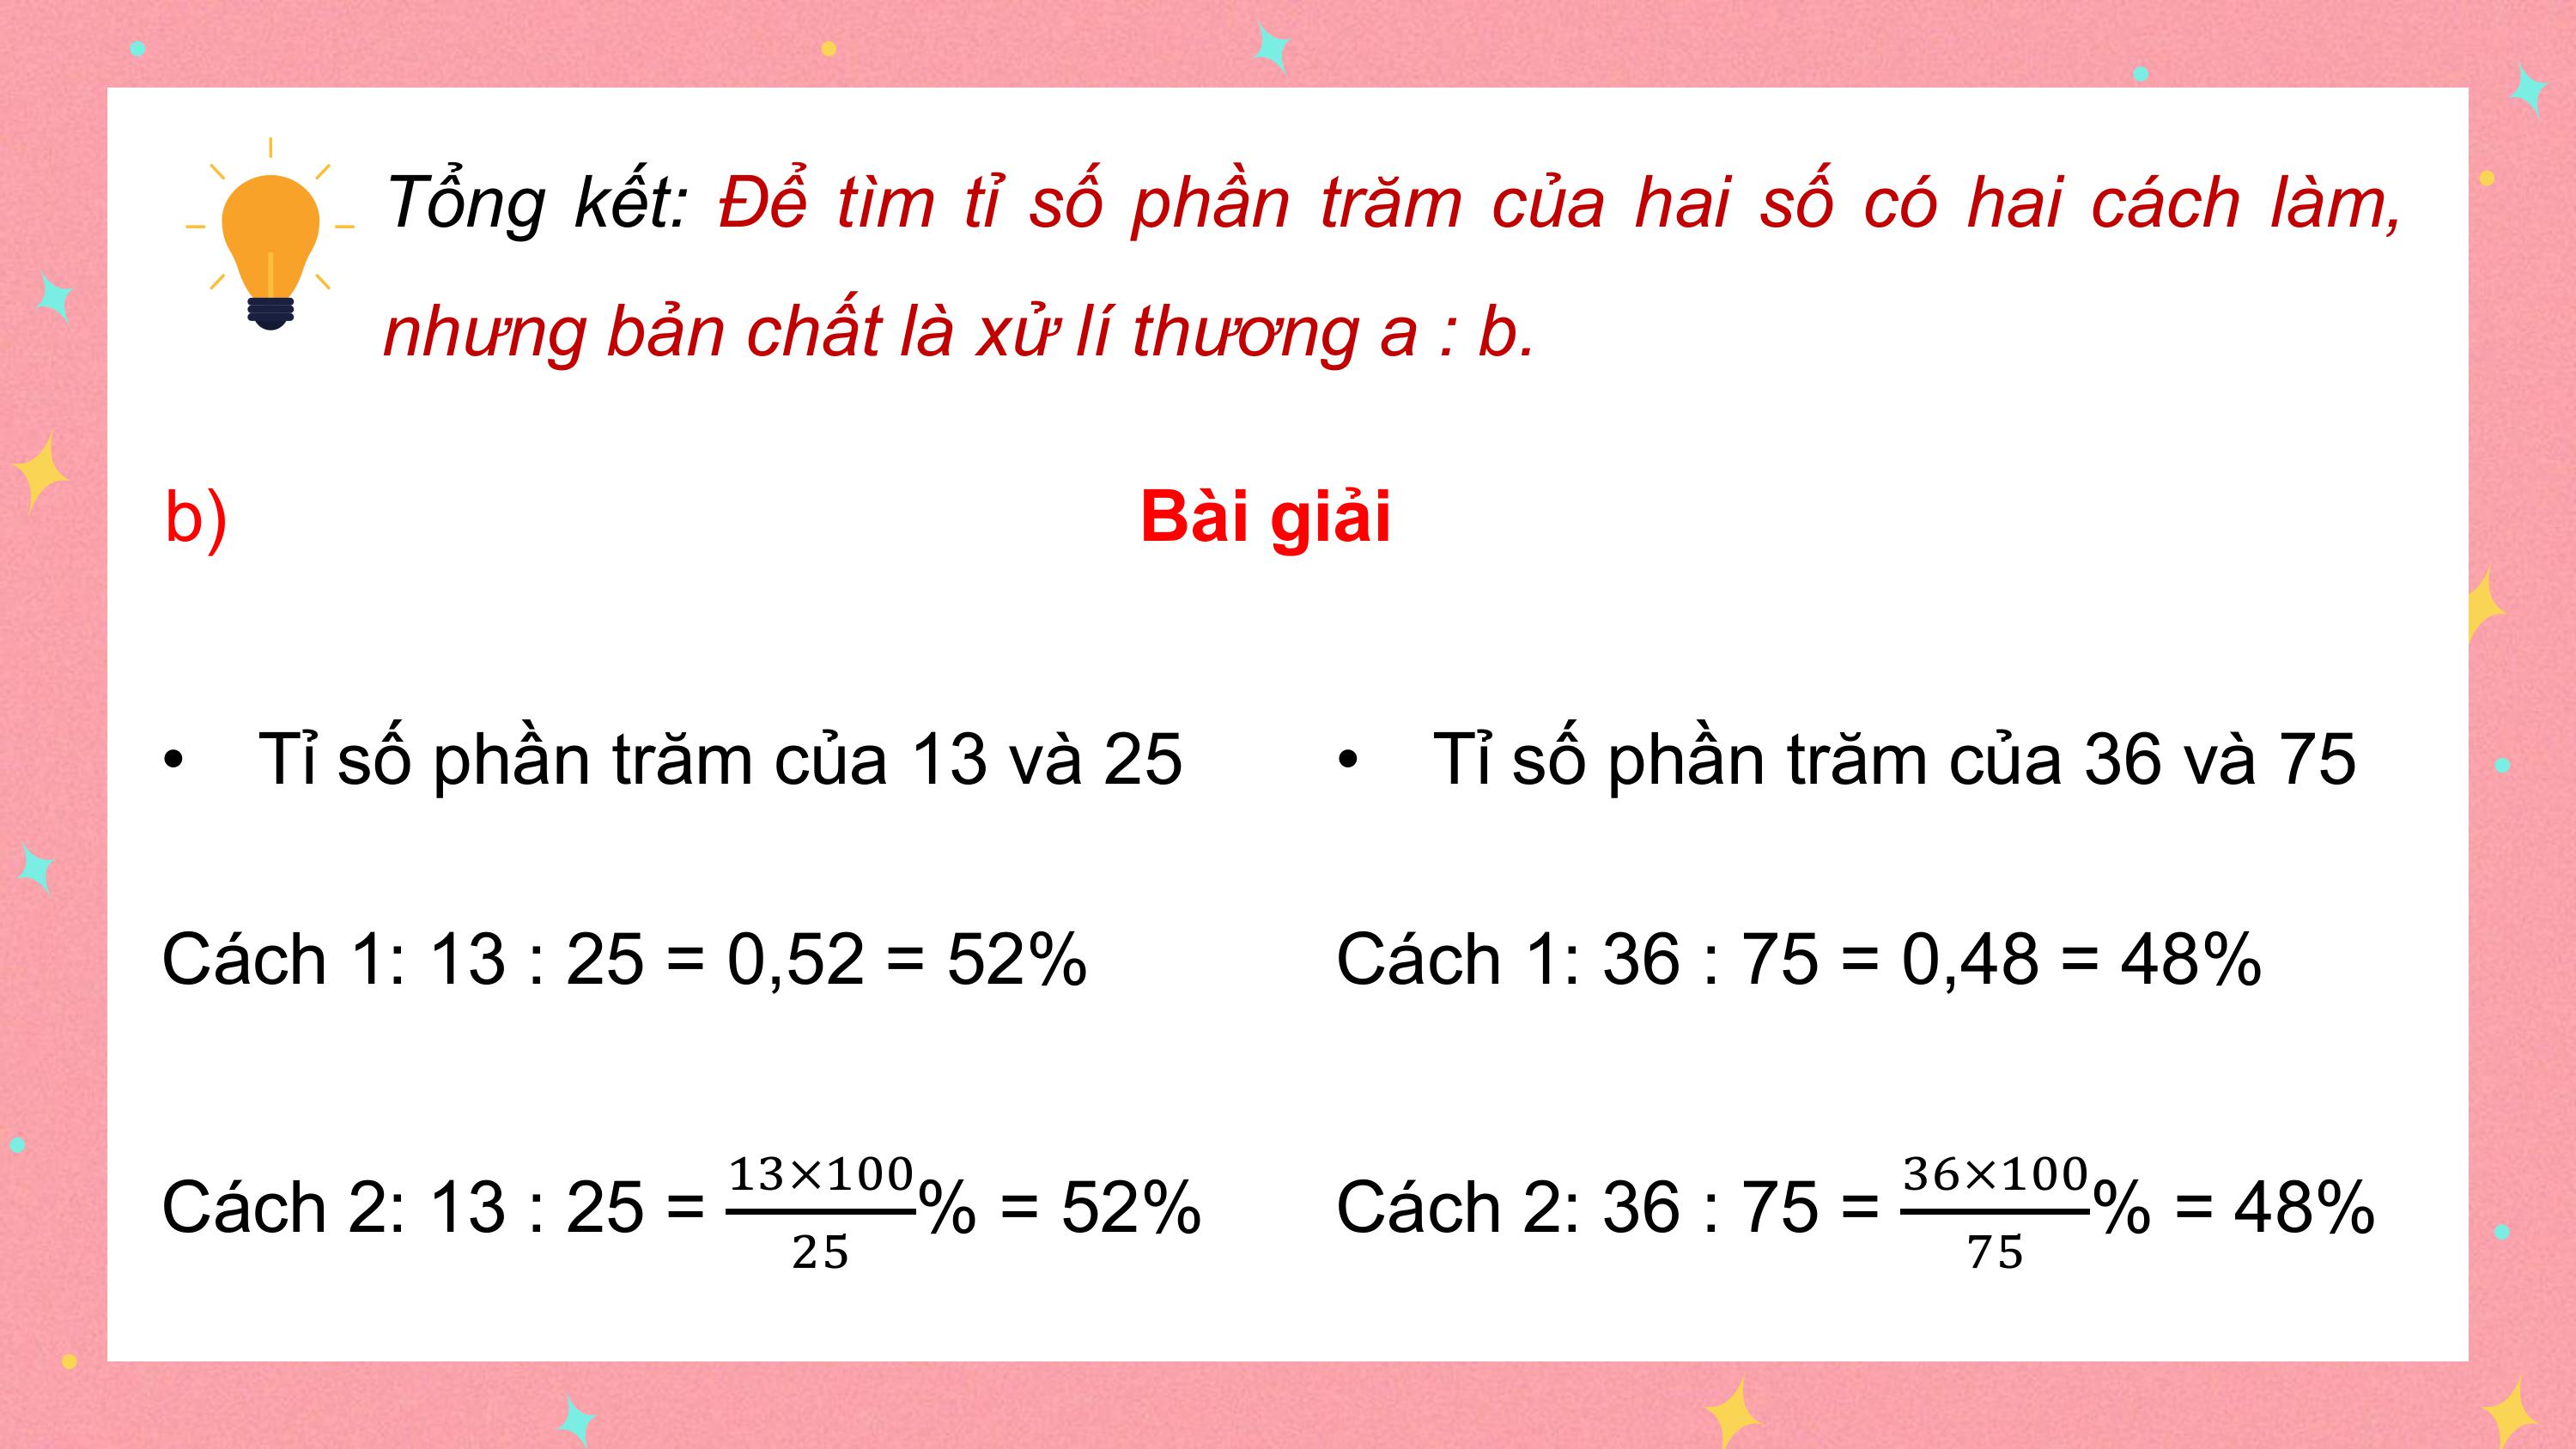 Tổng kết: Để tìm tỉ số phần trăm của hai số có hai cách làm,
nhưng bản chất là xử lí thương a : b.
b)
Bài giải
• Tỉ số phần trăm của 13 và 25
Cách 1: 13 : 25 = 0,52 = 52%
Cách 2: 13 : 25 = \frac{13×100}{25}% = 52%
• Tỉ số phần trăm của 36 và 75
Cách 1: 36 : 75 = 0,48 = 48%
Cách 2: 36 : 75 = \frac{36×100}{75}% = 48%